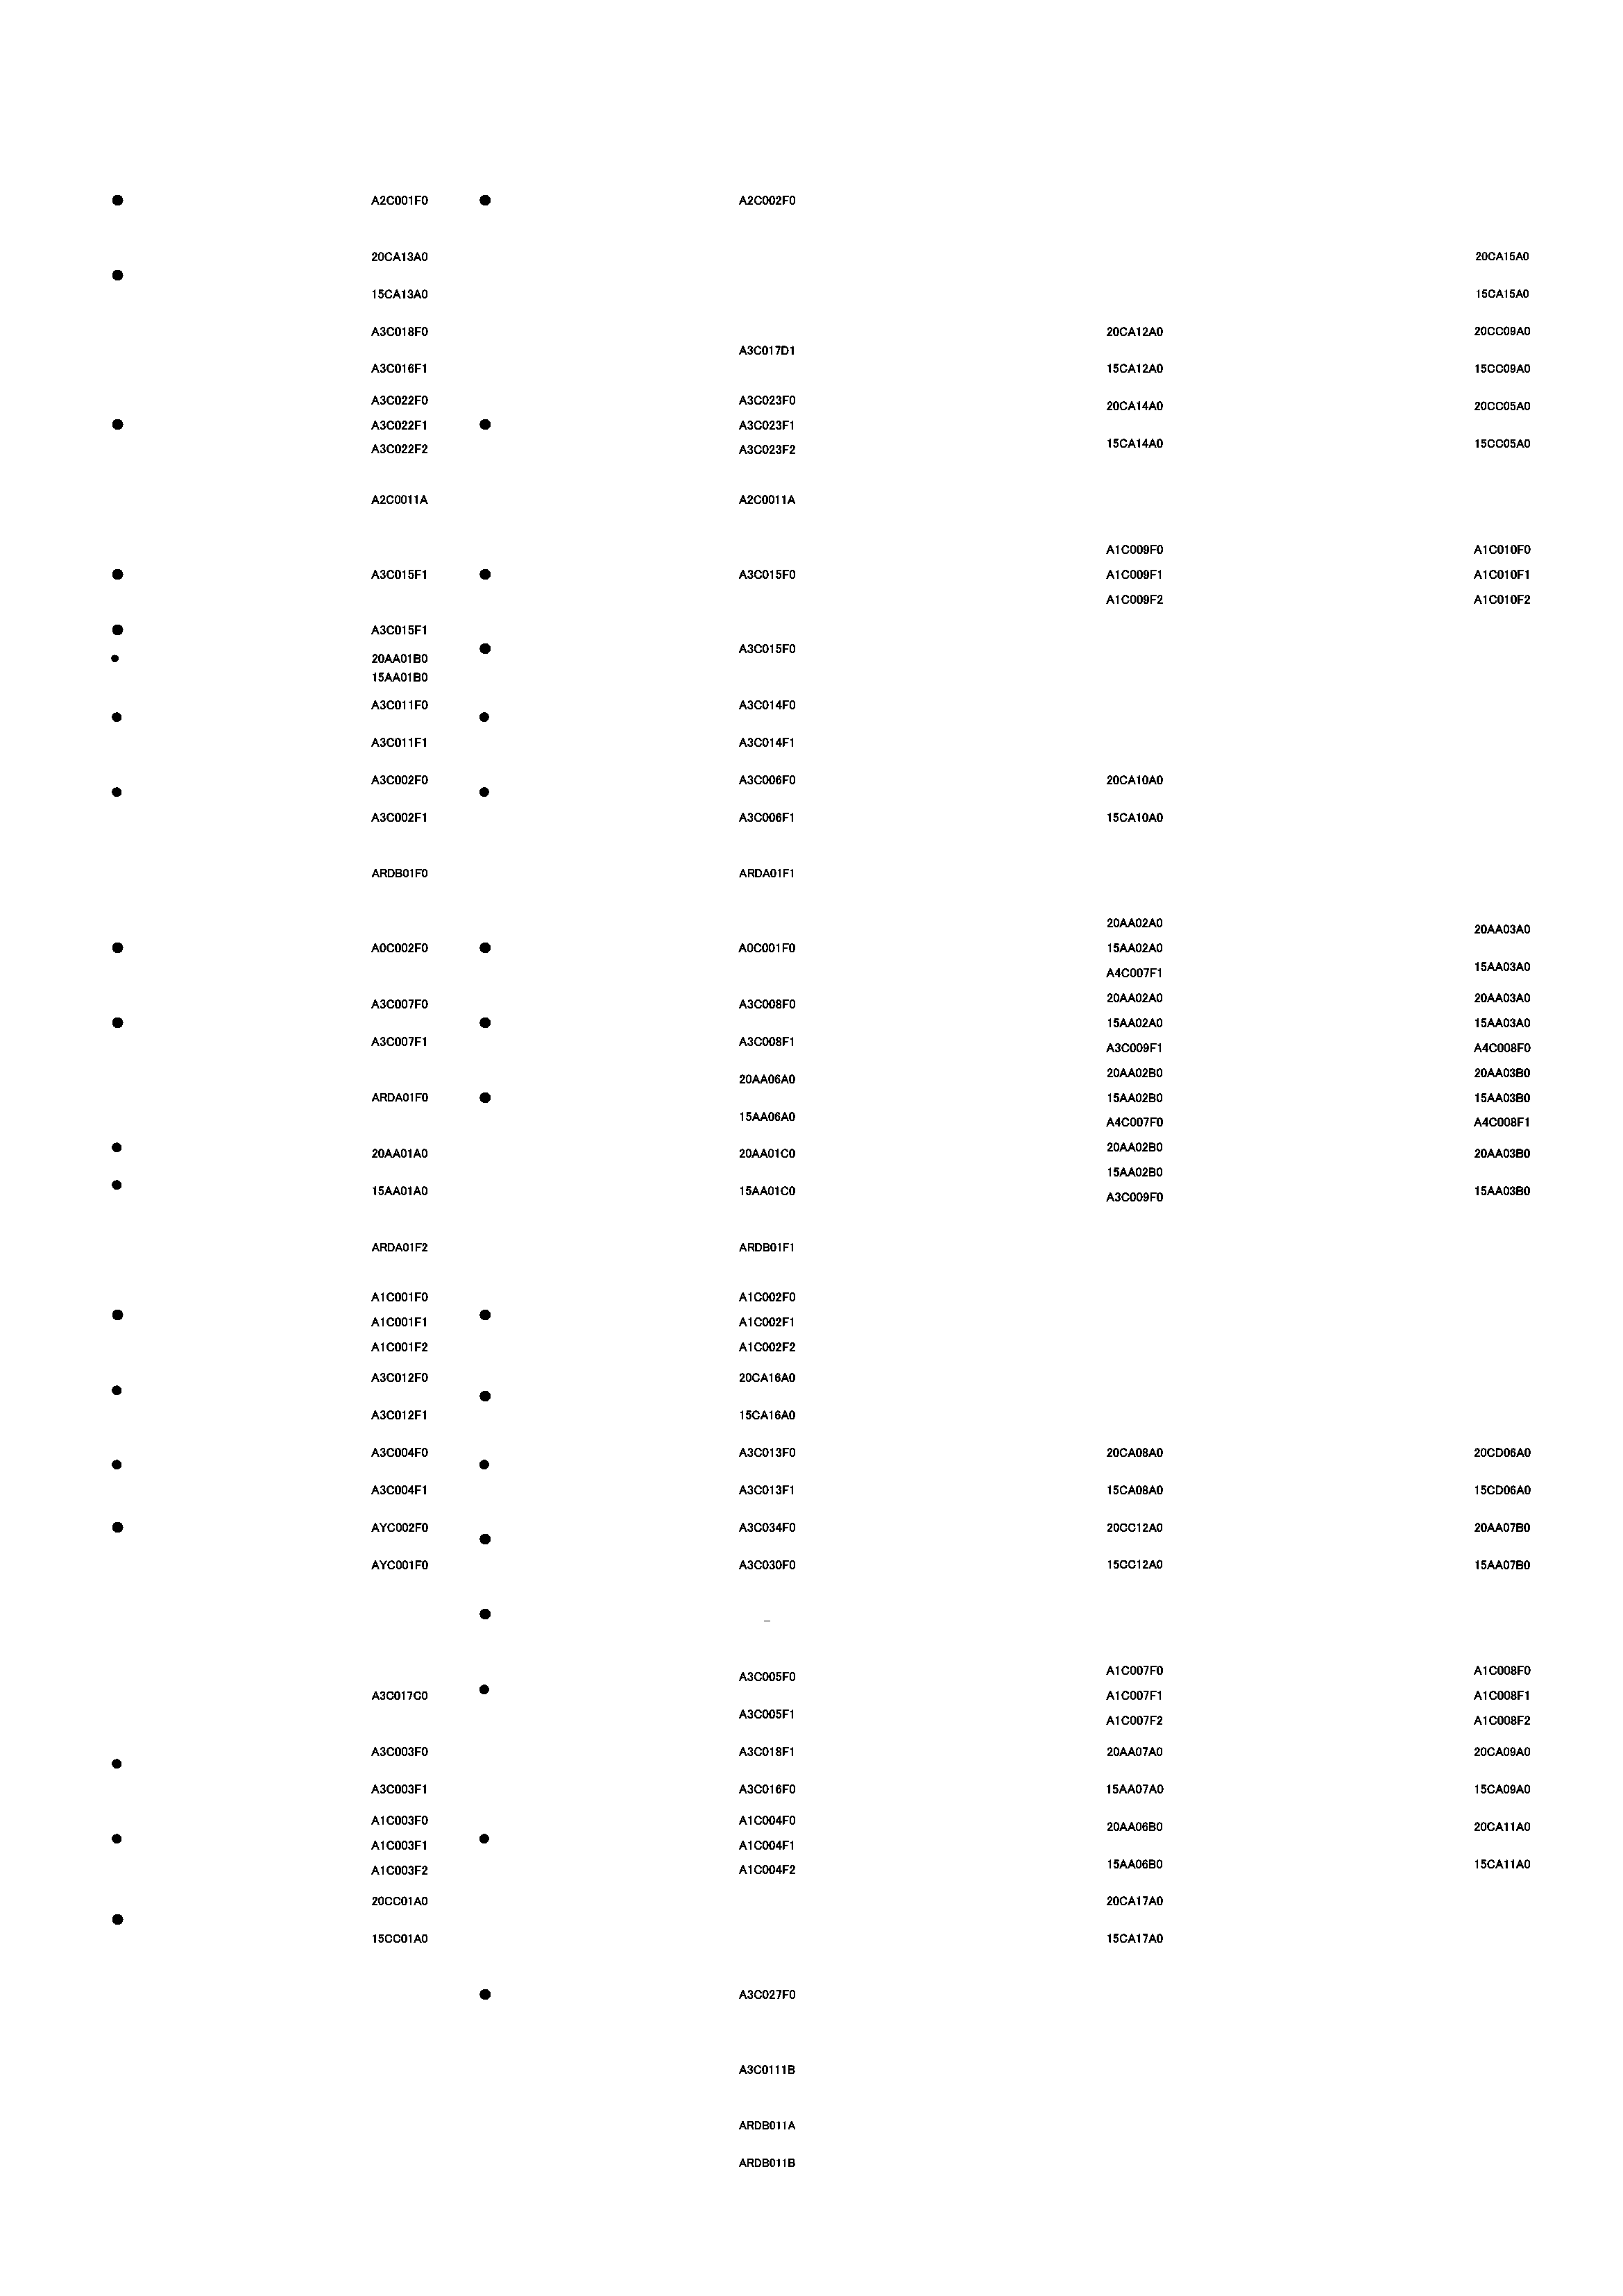 ● A2C001F0 ● A2C002F0
20CA13A0 20CA15A0
●
15CA13A0 15CA15A0
A3C018F0 20CA12A0 20CC09A0
A3C017D1
A3C016F1 15CA12A0 15CC09A0
A3C022F0 A3C023F0
20CA14A0 20CC05A0
● A3C022F1 ● A3C023F1
15CA14A0 15CC05A0
A3C022F2 A3C023F2
A2C0011A A2C0011A
A1C009F0 A1C010F0
● A3C015F1 ● A3C015F0 A1C009F1 A1C010F1
A1C009F2 A1C010F2
● A3C015F1
● A3C015F0
● 20AA01B0
15AA01B0
A3C011F0 A3C014F0
● ●
A3C011F1 A3C014F1
A3C002F0 A3C006F0 20CA10A0
● ●
A3C002F1 A3C006F1 15CA10A0
ARDB01F0 ARDA01F1
20AA02A0
20AA03A0
● A0C002F0 ● A0C001F0 15AA02A0
15AA03A0
A4C007F1
20AA02A0 20AA03A0
A3C007F0 A3C008F0
● ● 15AA02A0 15AA03A0
A3C007F1 A3C008F1
A3C009F1 A4C008F0
20AA02B0 20AA03B0
20AA06A0
ARDA01F0 ● 15AA02B0 15AA03B0
15AA06A0
A4C007F0 A4C008F1
● 20AA02B0
20AA01A0 20AA01C0 20AA03B0
15AA02B0
● 15AA01A0 15AA01C0 15AA03B0
A3C009F0
ARDA01F2 ARDB01F1
A1C001F0 A1C002F0
● A1C001F1 ● A1C002F1
A1C001F2 A1C002F2
A3C012F0 20CA16A0
● ●
A3C012F1 15CA16A0
A3C004F0 A3C013F0 20CA08A0 20CD06A0
● ●
A3C004F1 A3C013F1 15CA08A0 15CD06A0
● AYC002F0 A3C034F0 20CC12A0 20AA07B0
●
AYC001F0 A3C030F0 15CC12A0 15AA07B0
● _
A1C007F0 A1C008F0
A3C005F0
A3C017C0 ● A1C007F1 A1C008F1
A3C005F1
A1C007F2 A1C008F2
A3C003F0 A3C018F1 20AA07A0 20CA09A0
●
A3C003F1 A3C016F0 15AA07A0 15CA09A0
A1C003F0 A1C004F0
20AA06B0 20CA11A0
● A1C003F1 ● A1C004F1
15AA06B0 15CA11A0
A1C003F2 A1C004F2
20CC01A0 20CA17A0
●
15CC01A0 15CA17A0
● A3C027F0
A3C0111B
ARDB011A
ARDB011B